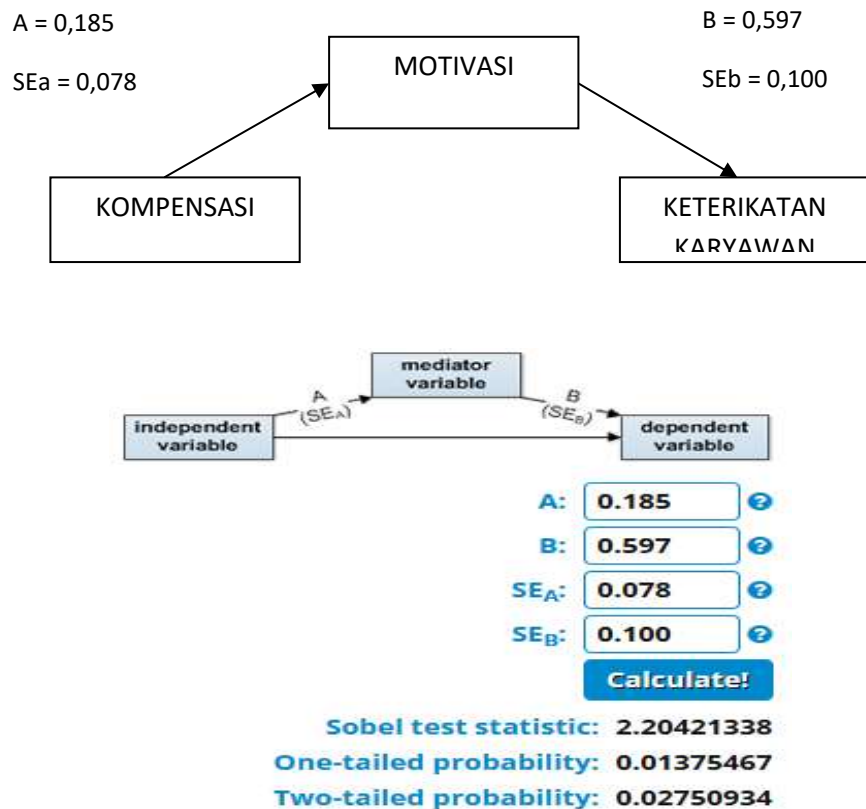 A = 0,185
B = 0,597
MOTIVASI
SEa = 0,078
SEb = 0,100
KOMPENSASI
KETERIKATAN
KARYAWAN
mediator
variable
A
(SEA)
B
(SEB)
independent
variable
dependent
variable
A: 0.185 ?
B: 0.597 ?
SEA: 0.078 ?
SEB: 0.100 ?
Calculate!
Sobel test statistic: 2.20421338
One-tailed probability: 0.01375467
Two-tailed probability: 0.02750934